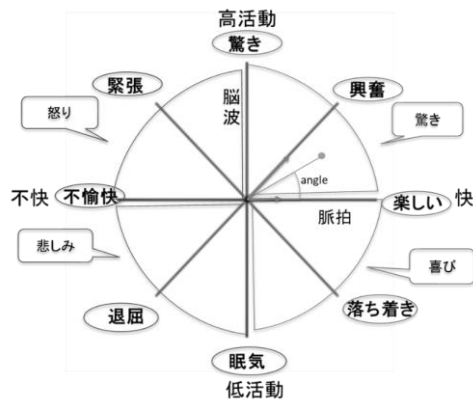 高活動
驚き
緊張
興奮
脳波
怒り
驚き
angle
不快
不愉快
楽しい
快
脈拍
悲しみ
喜び
退屈
落ち着き
眠気
低活動